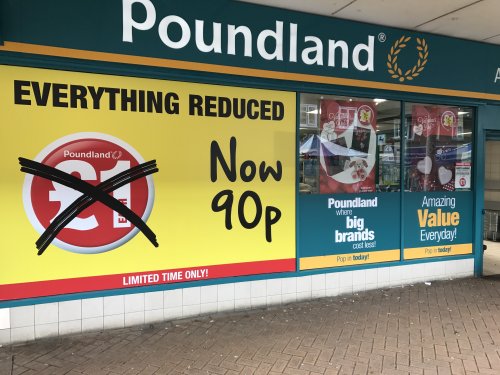 Poundland®
EVERYTHING REDUCED
Poundland
£1
Now
90p
LIMITED TIME ONLY!
Poundland
where
big
brands
cost less!
Pop in today!
Amazing
Value
Everyday!
Pop in today!